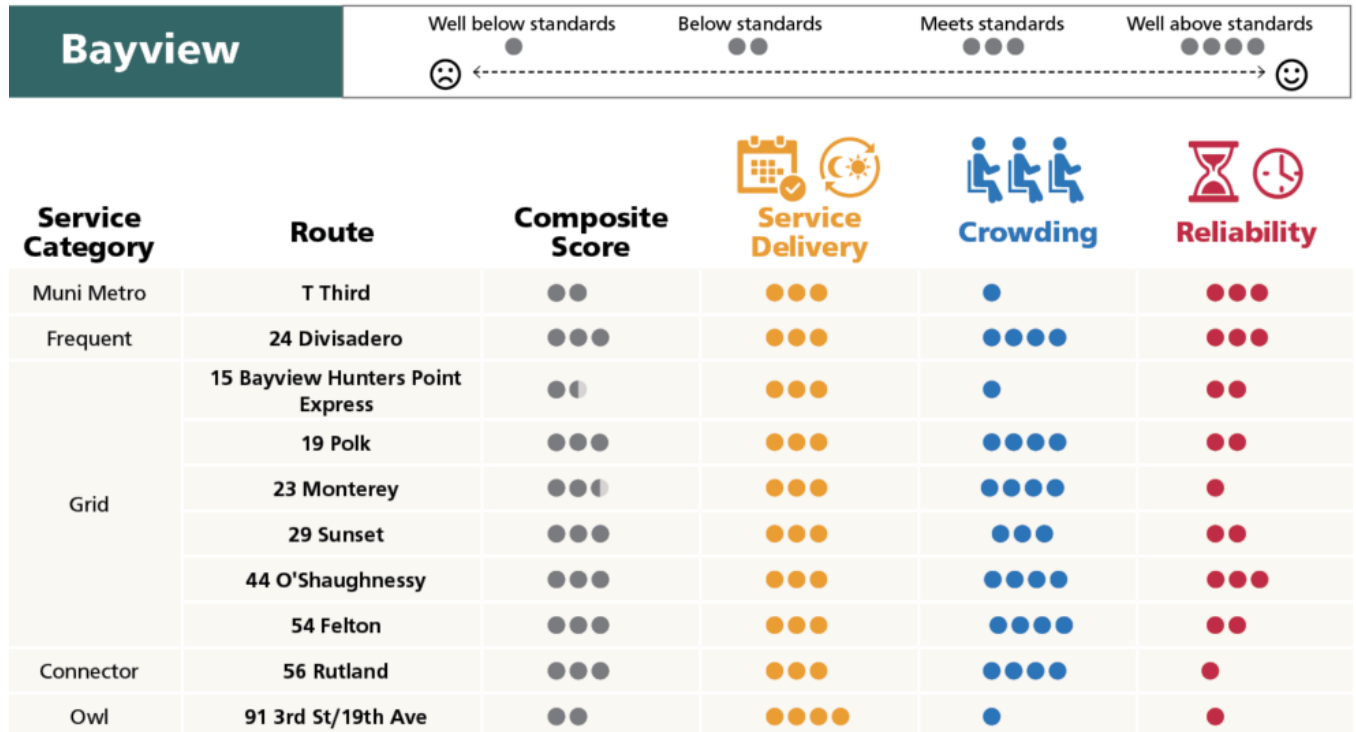 Bayview
Well below standards
Below standards
Meets standards
Well above standards
Service
Category
Route
Composite
Score
Service
Delivery
Crowding
Reliability
Muni Metro
T Third
Frequent
24 Divisadero
Grid
15 Bayview Hunters Point
Express
19 Polk
23 Monterey
29 Sunset
44 O'Shaughnessy
54 Felton
Connector
56 Rutland
Owl
91 3rd St/19th Ave